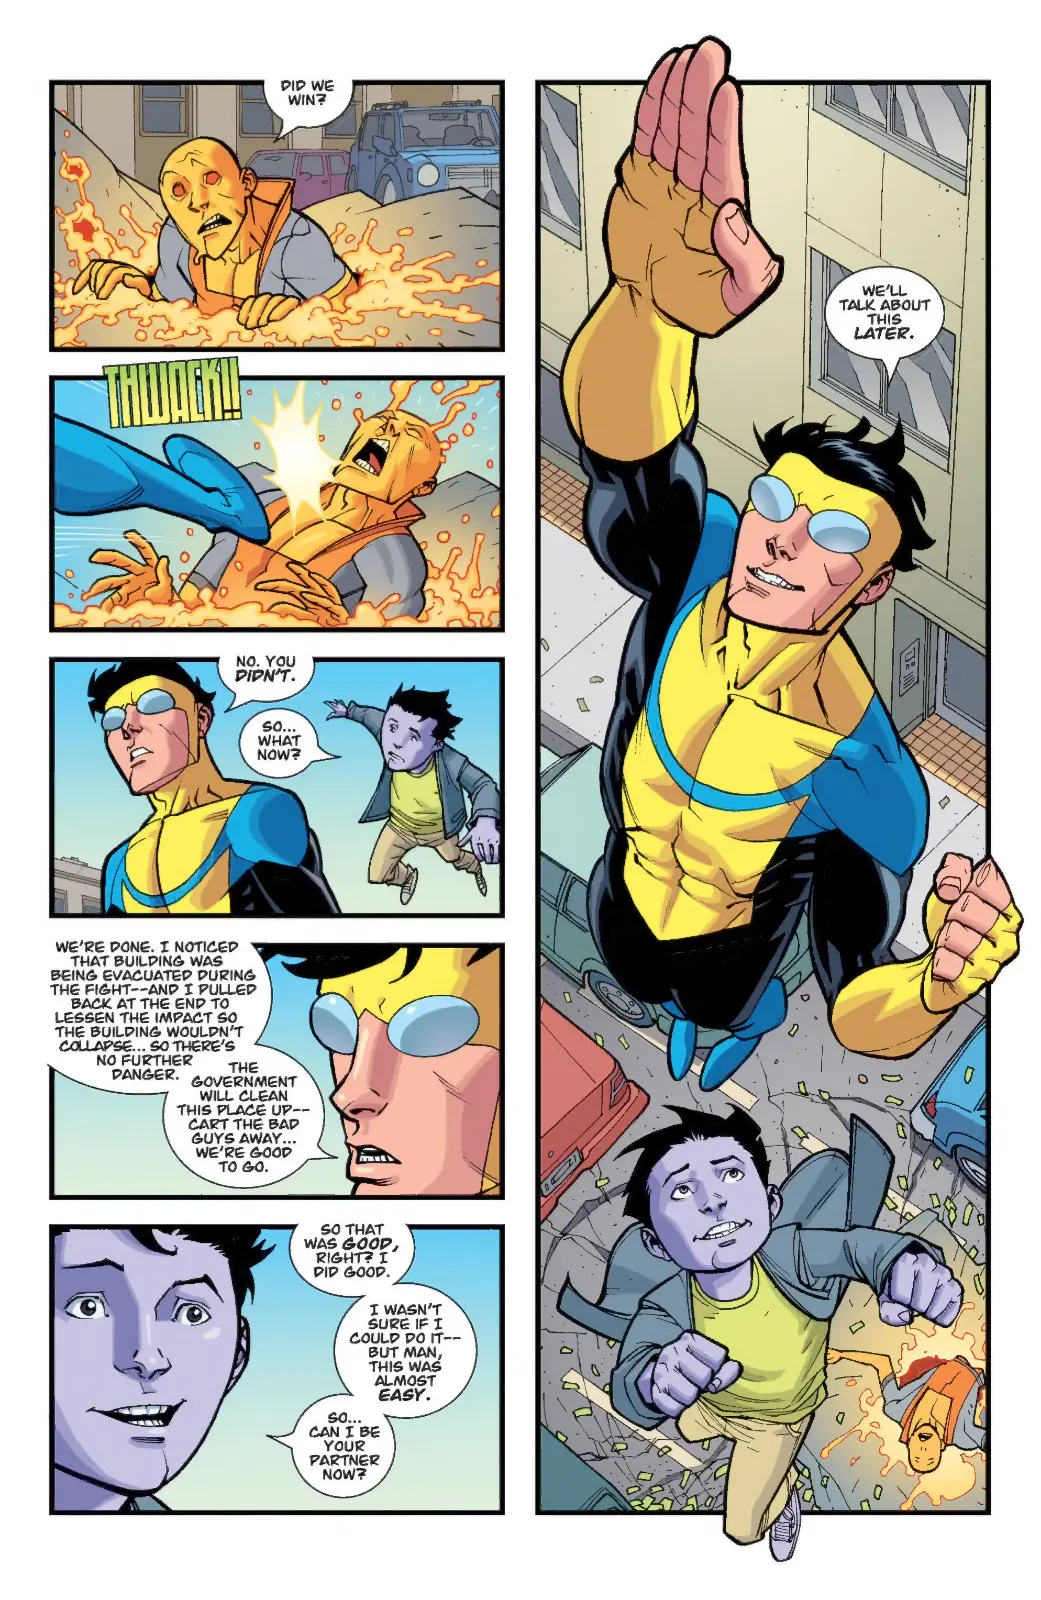 DID WE
WIN?
THWACK!!
NO. YOU
DIDN'T.
SO...
WHAT
NOW?
WE'RE DONE. I NOTICED
THAT BUILDING WAS
BEING EVACUATED DURING
THE FIGHT--AND I PULLED
BACK AT THE END TO
LESSEN THE IMPACT SO
THE BUILDING WOULDN'T
COLLAPSE... SO THERE'S
NO FURTHER
DANGER.
THE
GOVERNMENT
WILL CLEAN
THIS PLACE UP--
CART THE BAD
GUYS AWAY...
WE'RE GOOD
TO GO.
SO THAT
WAS GOOD,
RIGHT? I
DID GOOD.
I WASN'T
SURE IF I
COULD DO IT--
BUT MAN,
THIS WAS
ALMOST
EASY.
SO...
CAN I BE
YOUR
PARTNER
NOW?
WE'LL
TALK ABOUT
THIS
LATER.